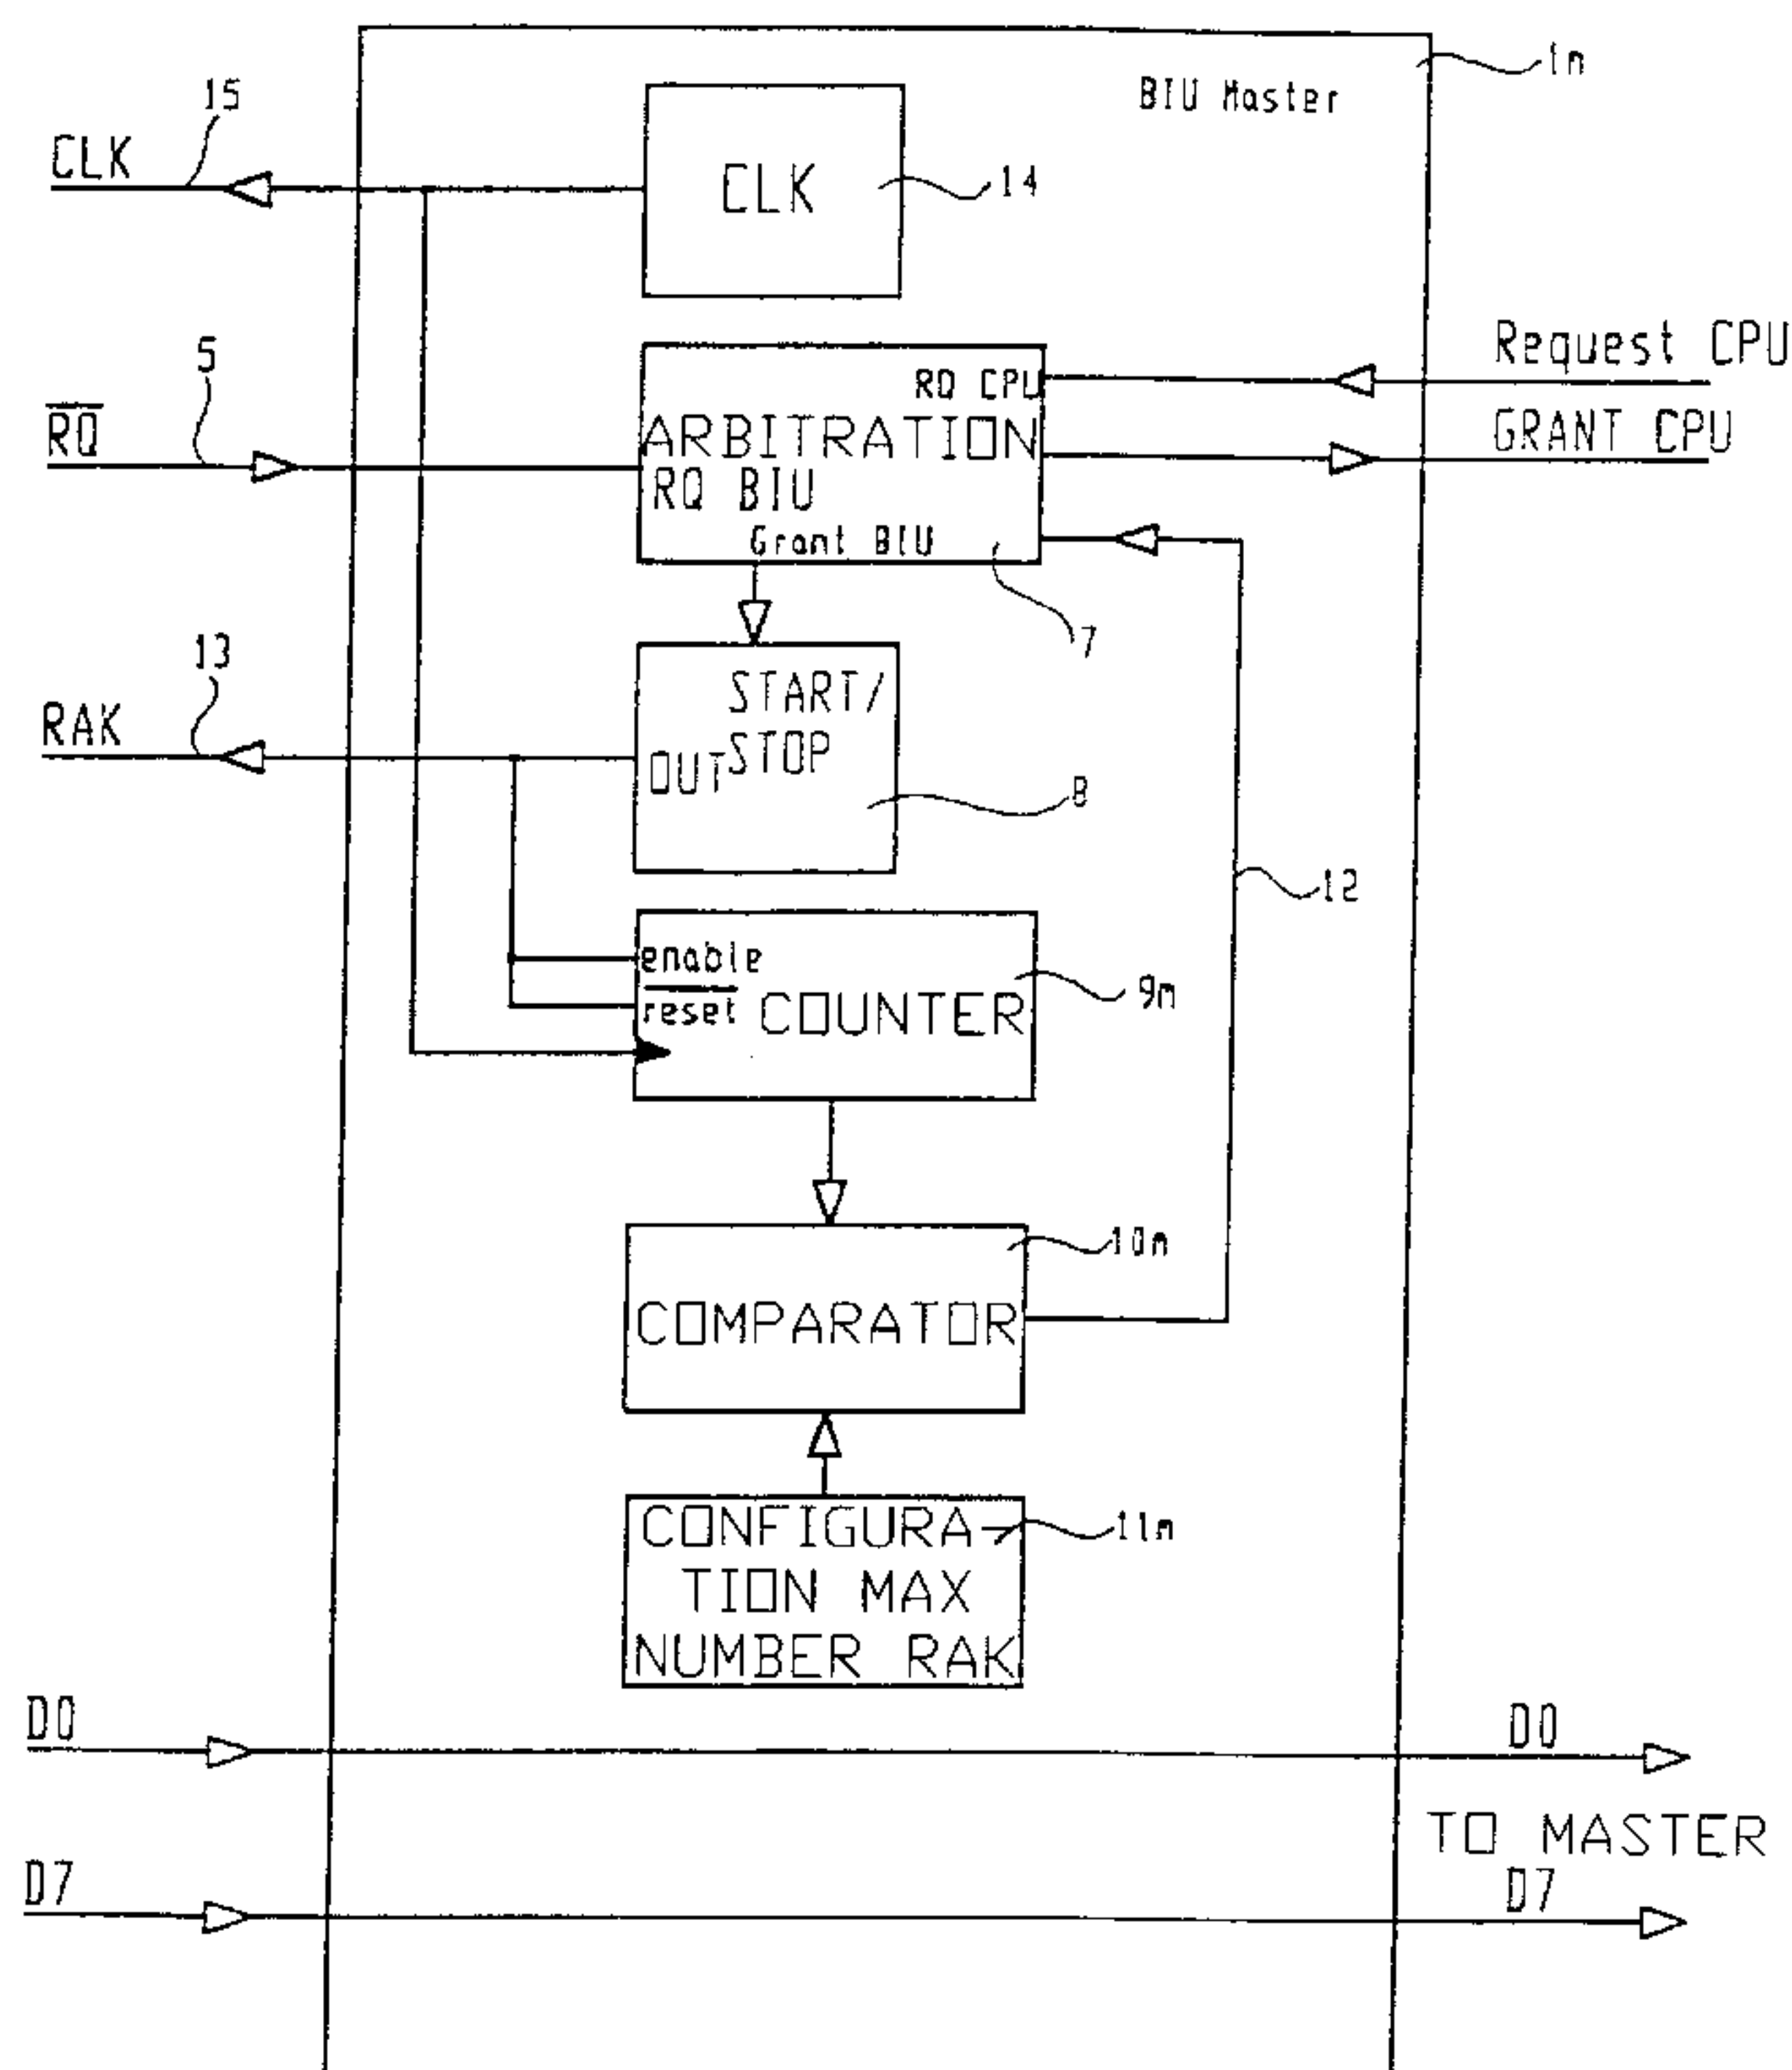 1m
BIU Master
15
CLK
CLK
14
5
Request CPU
RQ CPU
RQ
ARBITRATION
GRANT CPU
RQ BIU
Grant BIU
7
13
START/
RAK
STOP
OUT
8
12
enable
9m
reset
COUNTER
10m
COMPARATOR
CONFIGURA-
11m
TION MAX
NUMBER RAK
D0
D0
TO MASTER
D7
D7